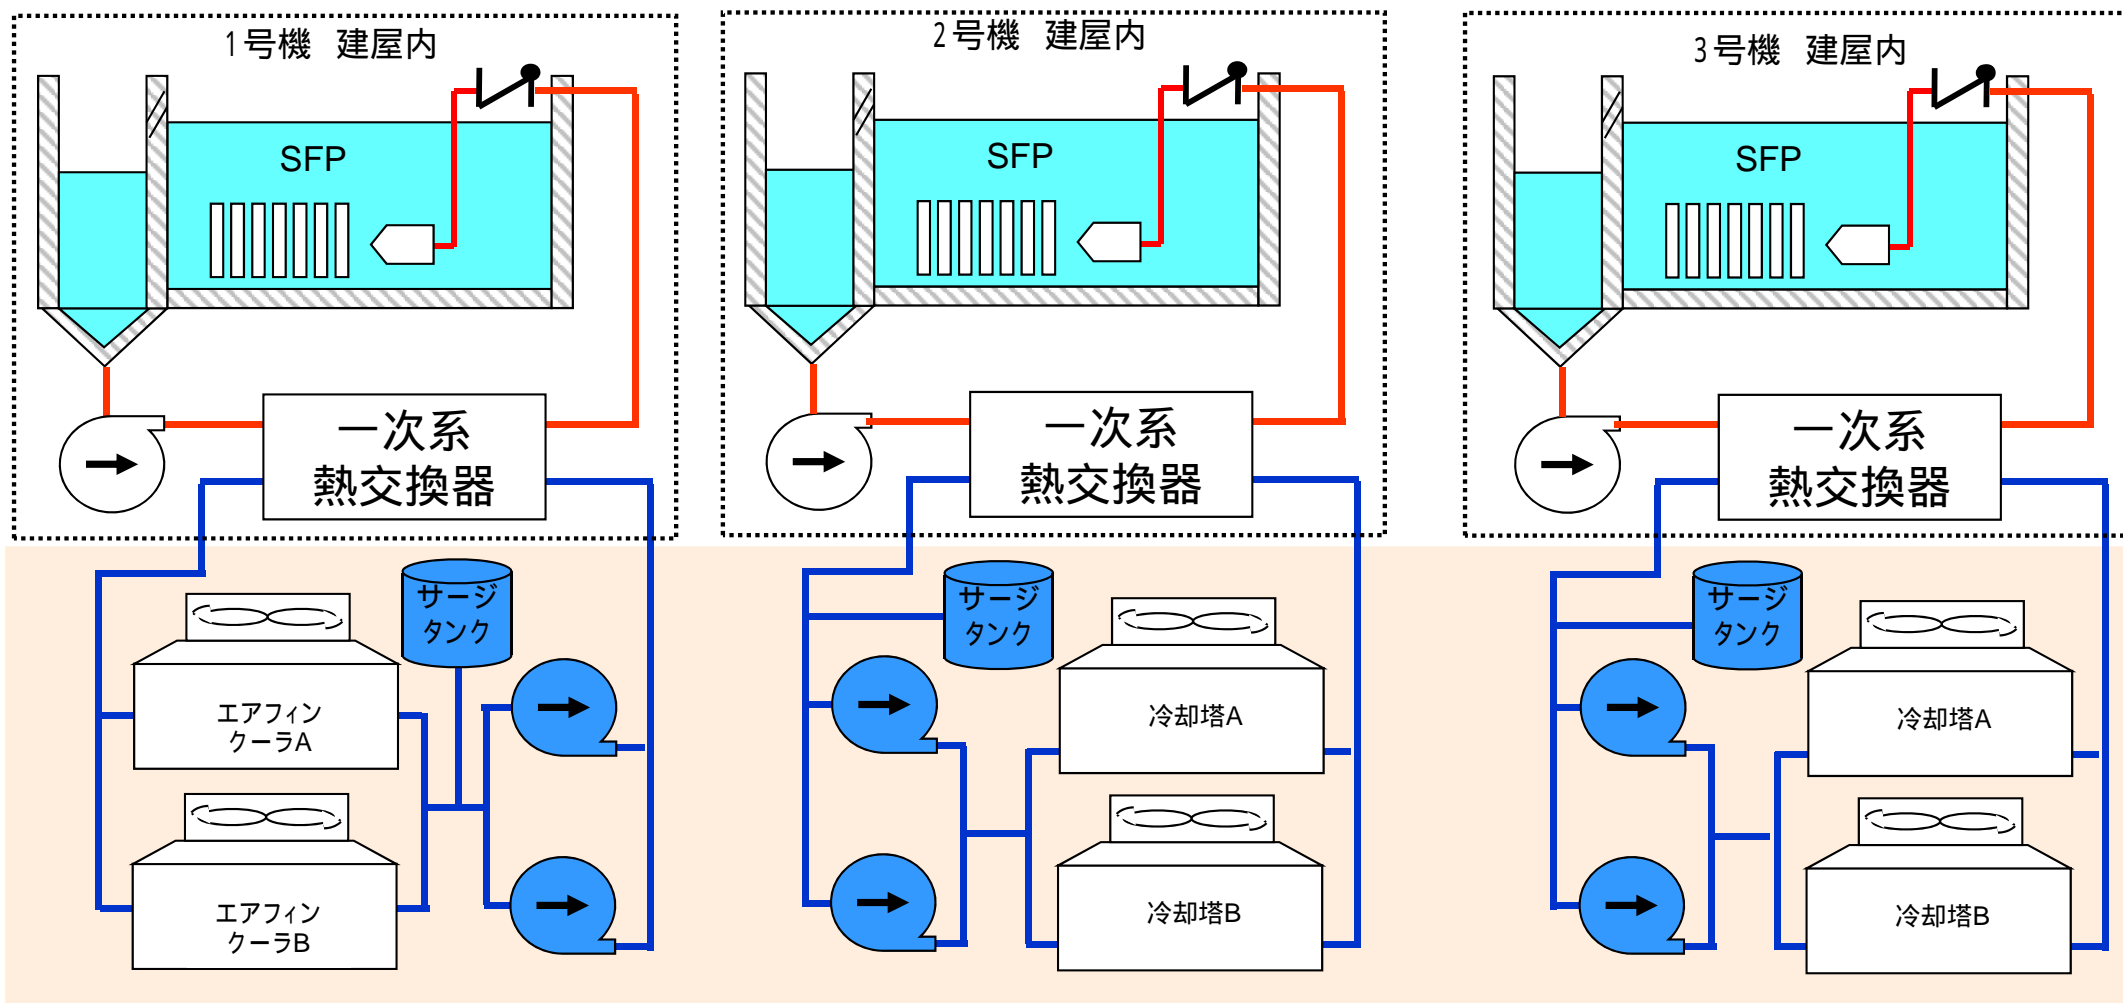 1号機 建屋内
SFP
一次系
熱交換器
サージ
タンク
エアフィン
クーラA
エアフィン
クーラB
2号機 建屋内
SFP
一次系
熱交換器
サージ
タンク
冷却塔A
冷却塔B
3号機 建屋内
SFP
一次系
熱交換器
サージ
タンク
冷却塔A
冷却塔B